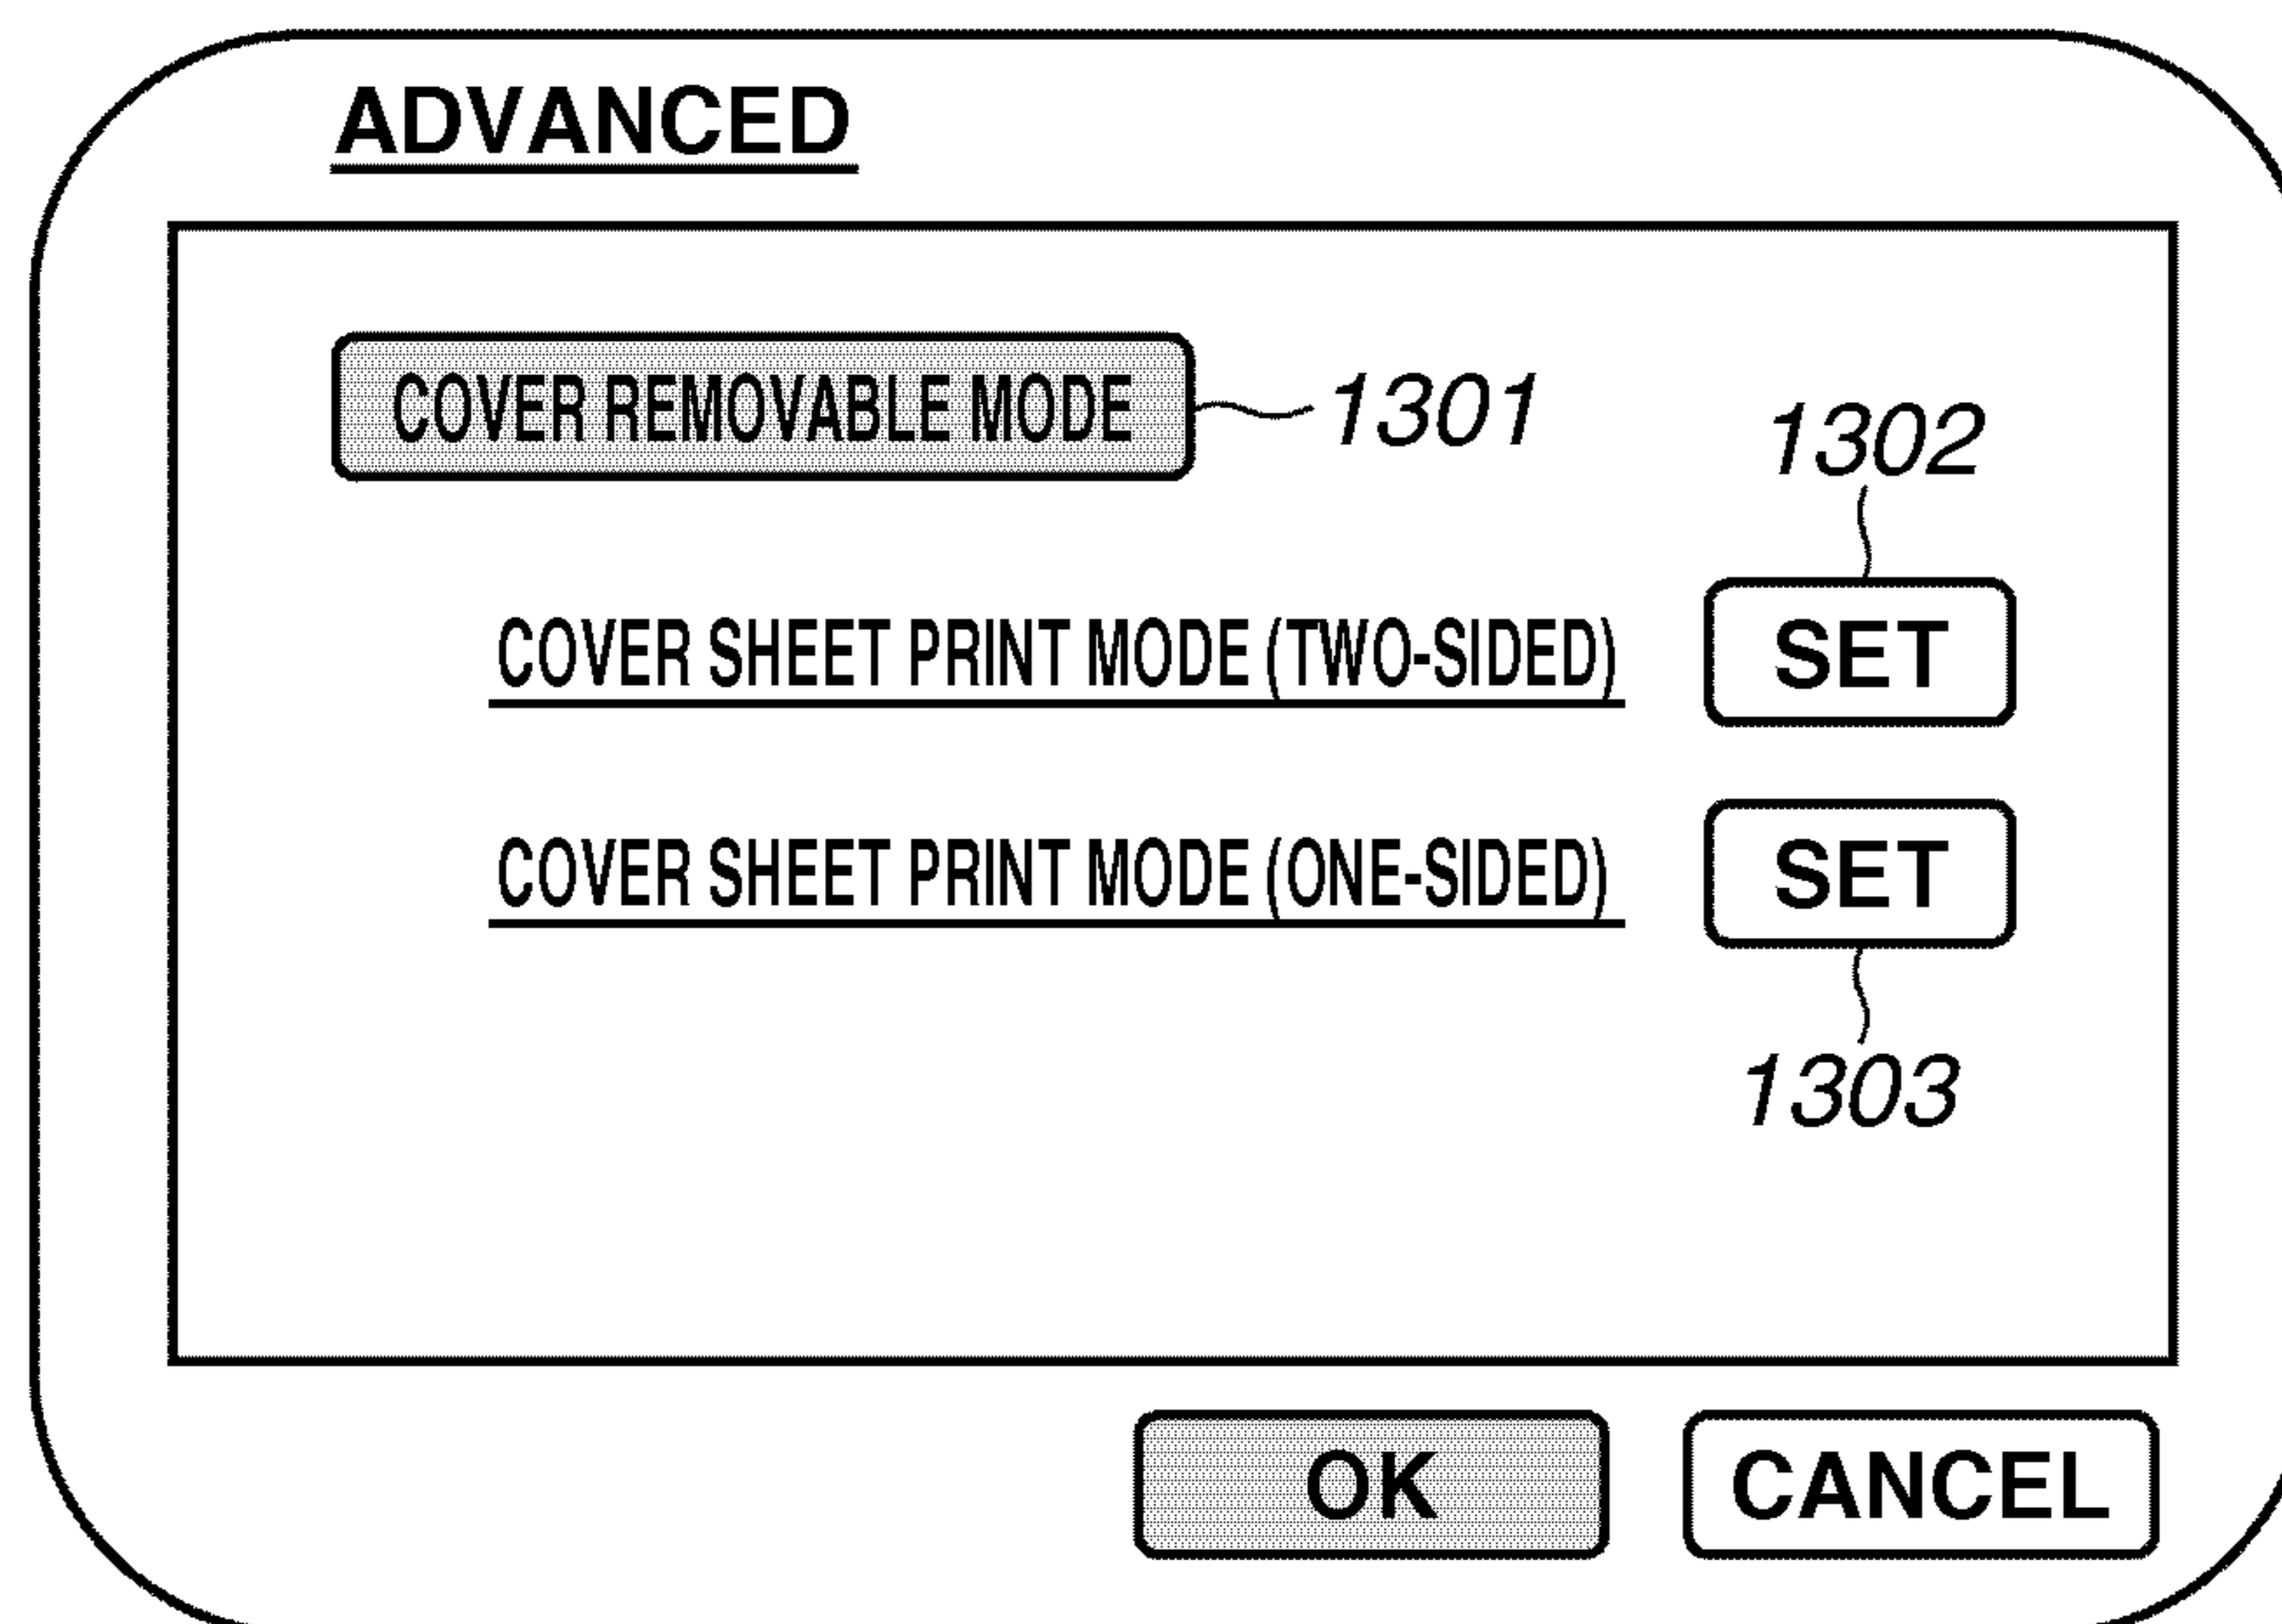 ADVANCED
COVER REMOVABLE MODE 1301
1302
COVER SHEET PRINT MODE (TWO-SIDED) SET
COVER SHEET PRINT MODE (ONE-SIDED) SET
1303
OK CANCEL